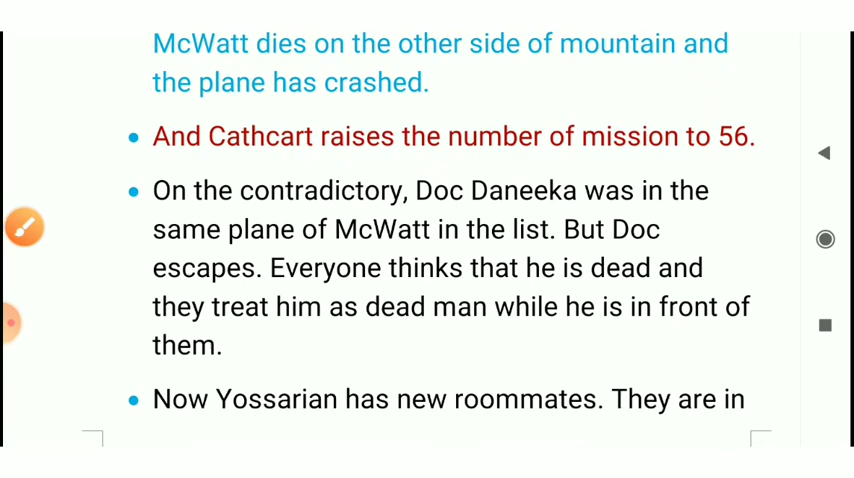 McWatt dies on the other side of mountain and
the plane has crashed.
And Cathcart raises the number of mission to 56.
On the contradictory, Doc Daneeka was in the
same plane of McWatt in the list. But Doc
escapes. Everyone thinks that he is dead and
they treat him as dead man while he is in front of
them.
Now Yossarian has new roommates. They are in